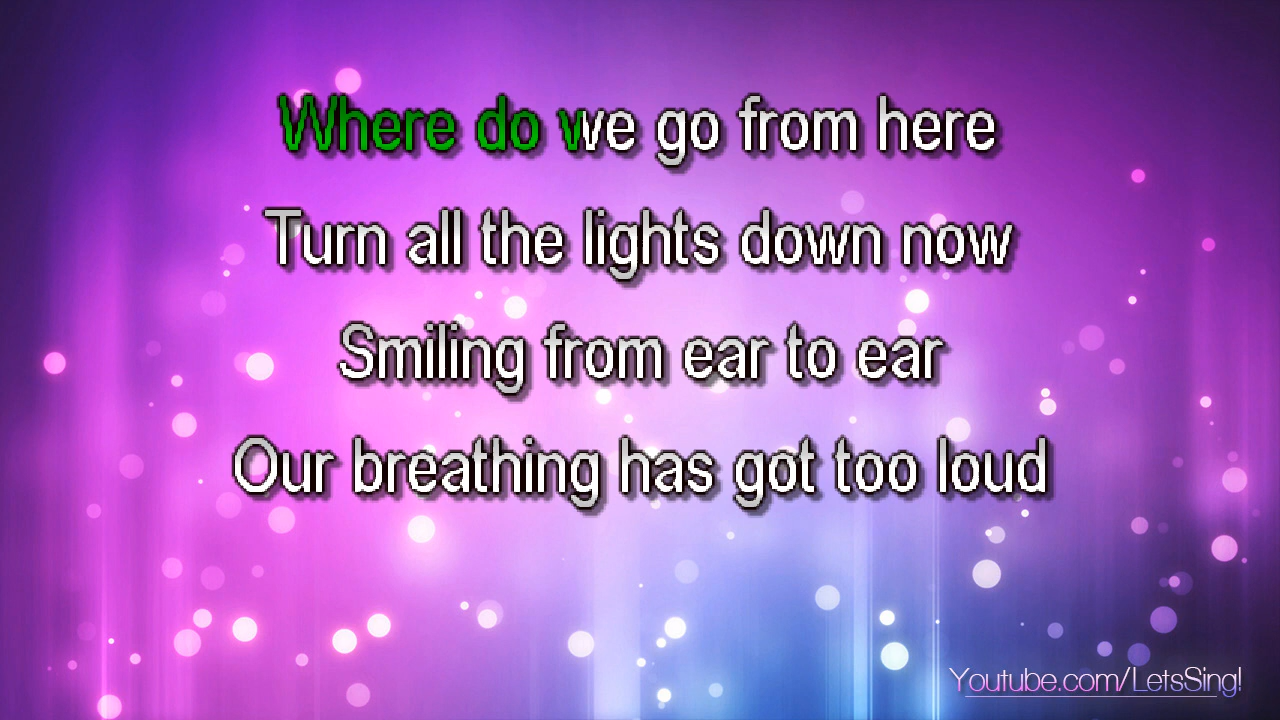 Where do we go from here
Turn all the lights down now
Smiling from ear to ear
Our breathing has got too loud
Youtube.com/LetsSing!